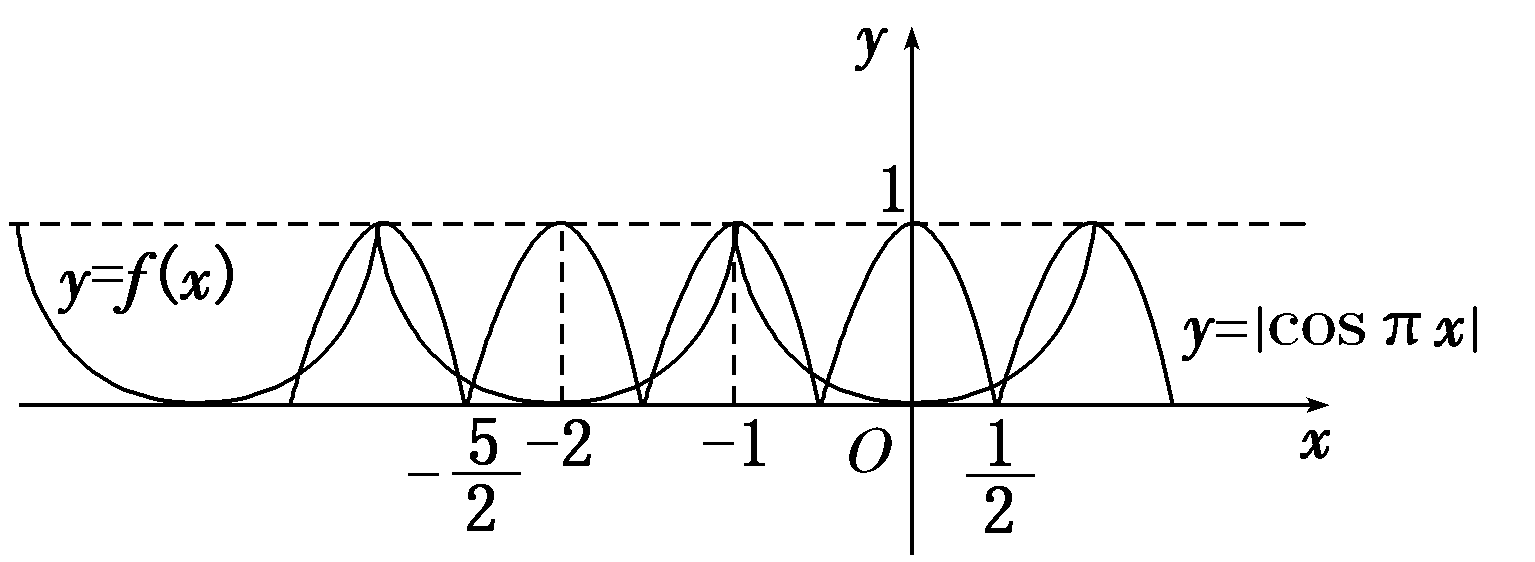 y
1
y=f(x)
y=|cos πx|
-5/2
-2
-1
O
1/2
x